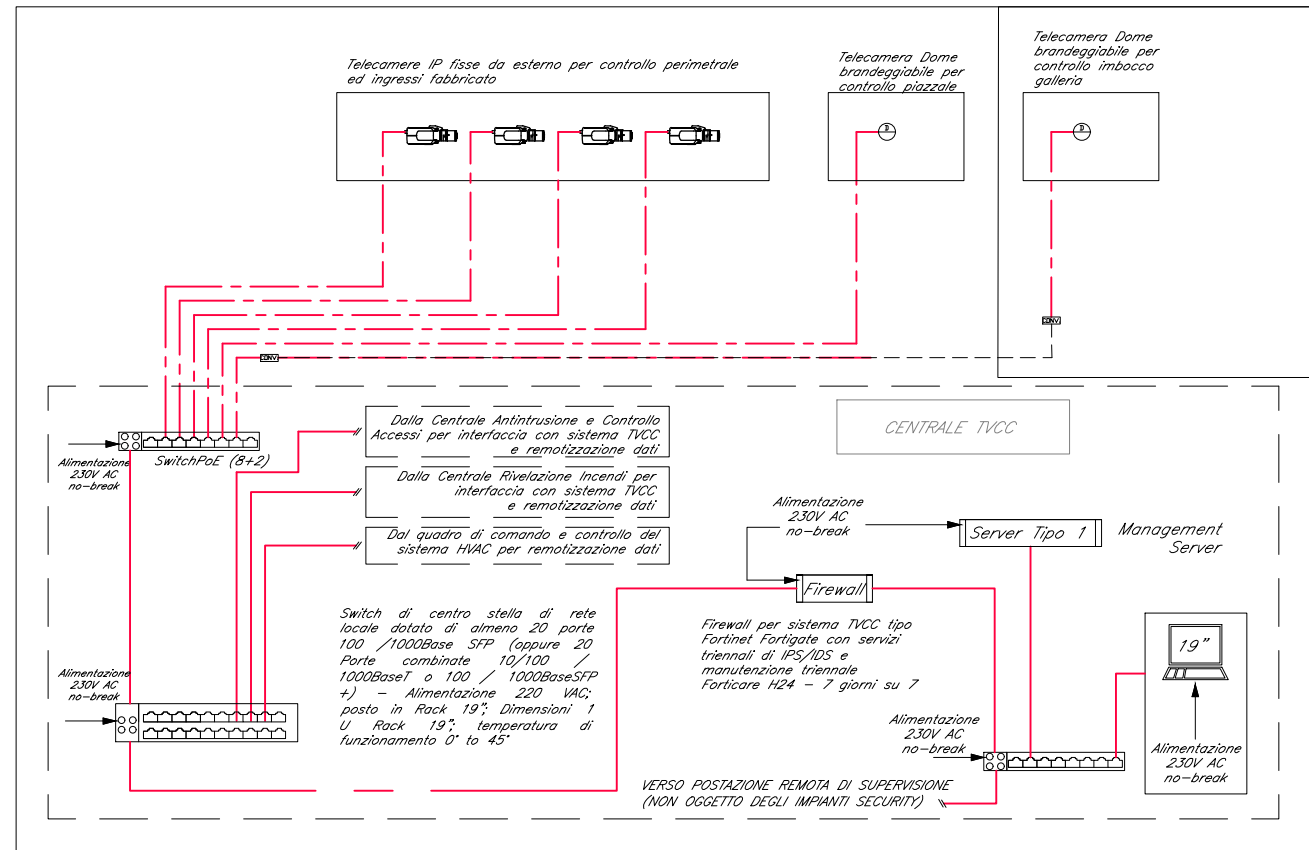 Telecamere IP fisse da esterno per controllo perimetrale
ed ingressi fabbricato
Telecamera Dome
brandeggiabile per
controllo piazzale
Telecamera Dome
brandeggiabile per
controllo imbocco
galleria
D
D
CONV
CONV
Alimentazione
230V AC
no-break
SwitchPoE (8+2)
Dalla Centrale Antintrusione e Controllo
Accessi per interfaccia con sistema TVCC
e remotizzazione dati
Dalla Centrale Rivelazione Incendi per
interfaccia con sistema TVCC
e remotizzazione dati
Dal quadro di comando e controllo del
sistema HVAC per remotizzazione dati
CENTRALE TVCC
Alimentazione
230V AC
no-break
Server Tipo 1
Management
Server
Firewall
Switch di centro stella di rete
locale dotato di almeno 20 porte
100 /1000Base SFP (oppure 20
Porte combinate 10/100 /
1000BaseT o 100 / 1000BaseSFP
+) – Alimentazione 220 VAC;
posto in Rack 19"; Dimensioni 1
U Rack 19"; temperatura di
funzionamento 0° to 45°
Firewall per sistema TVCC tipo
Fortinet Fortigate con servizi
triennali di IPS/IDS e
manutenzione triennale
Forticare H24 – 7 giorni su 7
19"
Alimentazione
230V AC
no-break
Alimentazione
230V AC
no-break
Alimentazione
230V AC
no-break
VERSO POSTAZIONE REMOTA DI SUPERVISIONE
(NON OGGETTO DEGLI IMPIANTI SECURITY)